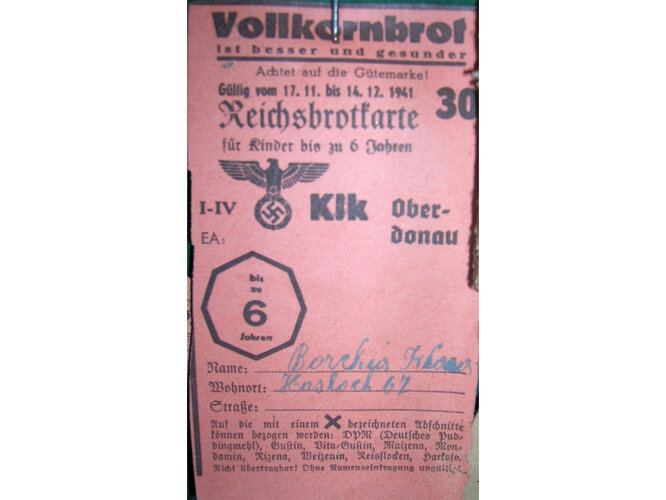 Vollkornbrot
ist besser und gesunder
Achtet auf die Gütemarke!
Gültig vom 17. 11. bis 14. 12. 1941
30
Reichsbrotkarte
für Kinder bis zu 6 Jahren
I-IV Klk Ober-
donau
EA:
bis
zu
6
Jahren
Name:
Wohnort: 67
Straße:
Auf die mit einem X bezeichneten Abschnitte
können bezogen werden: DPM (Deutsches Pud-
dingmehl), Gustin, Vita-Gustin, Maizena, Mon-
damin, Rizena, Weizenin, Reisflocken, Harkoso.
Nicht übertragbar! Ohne Namenseintragung ungültig.